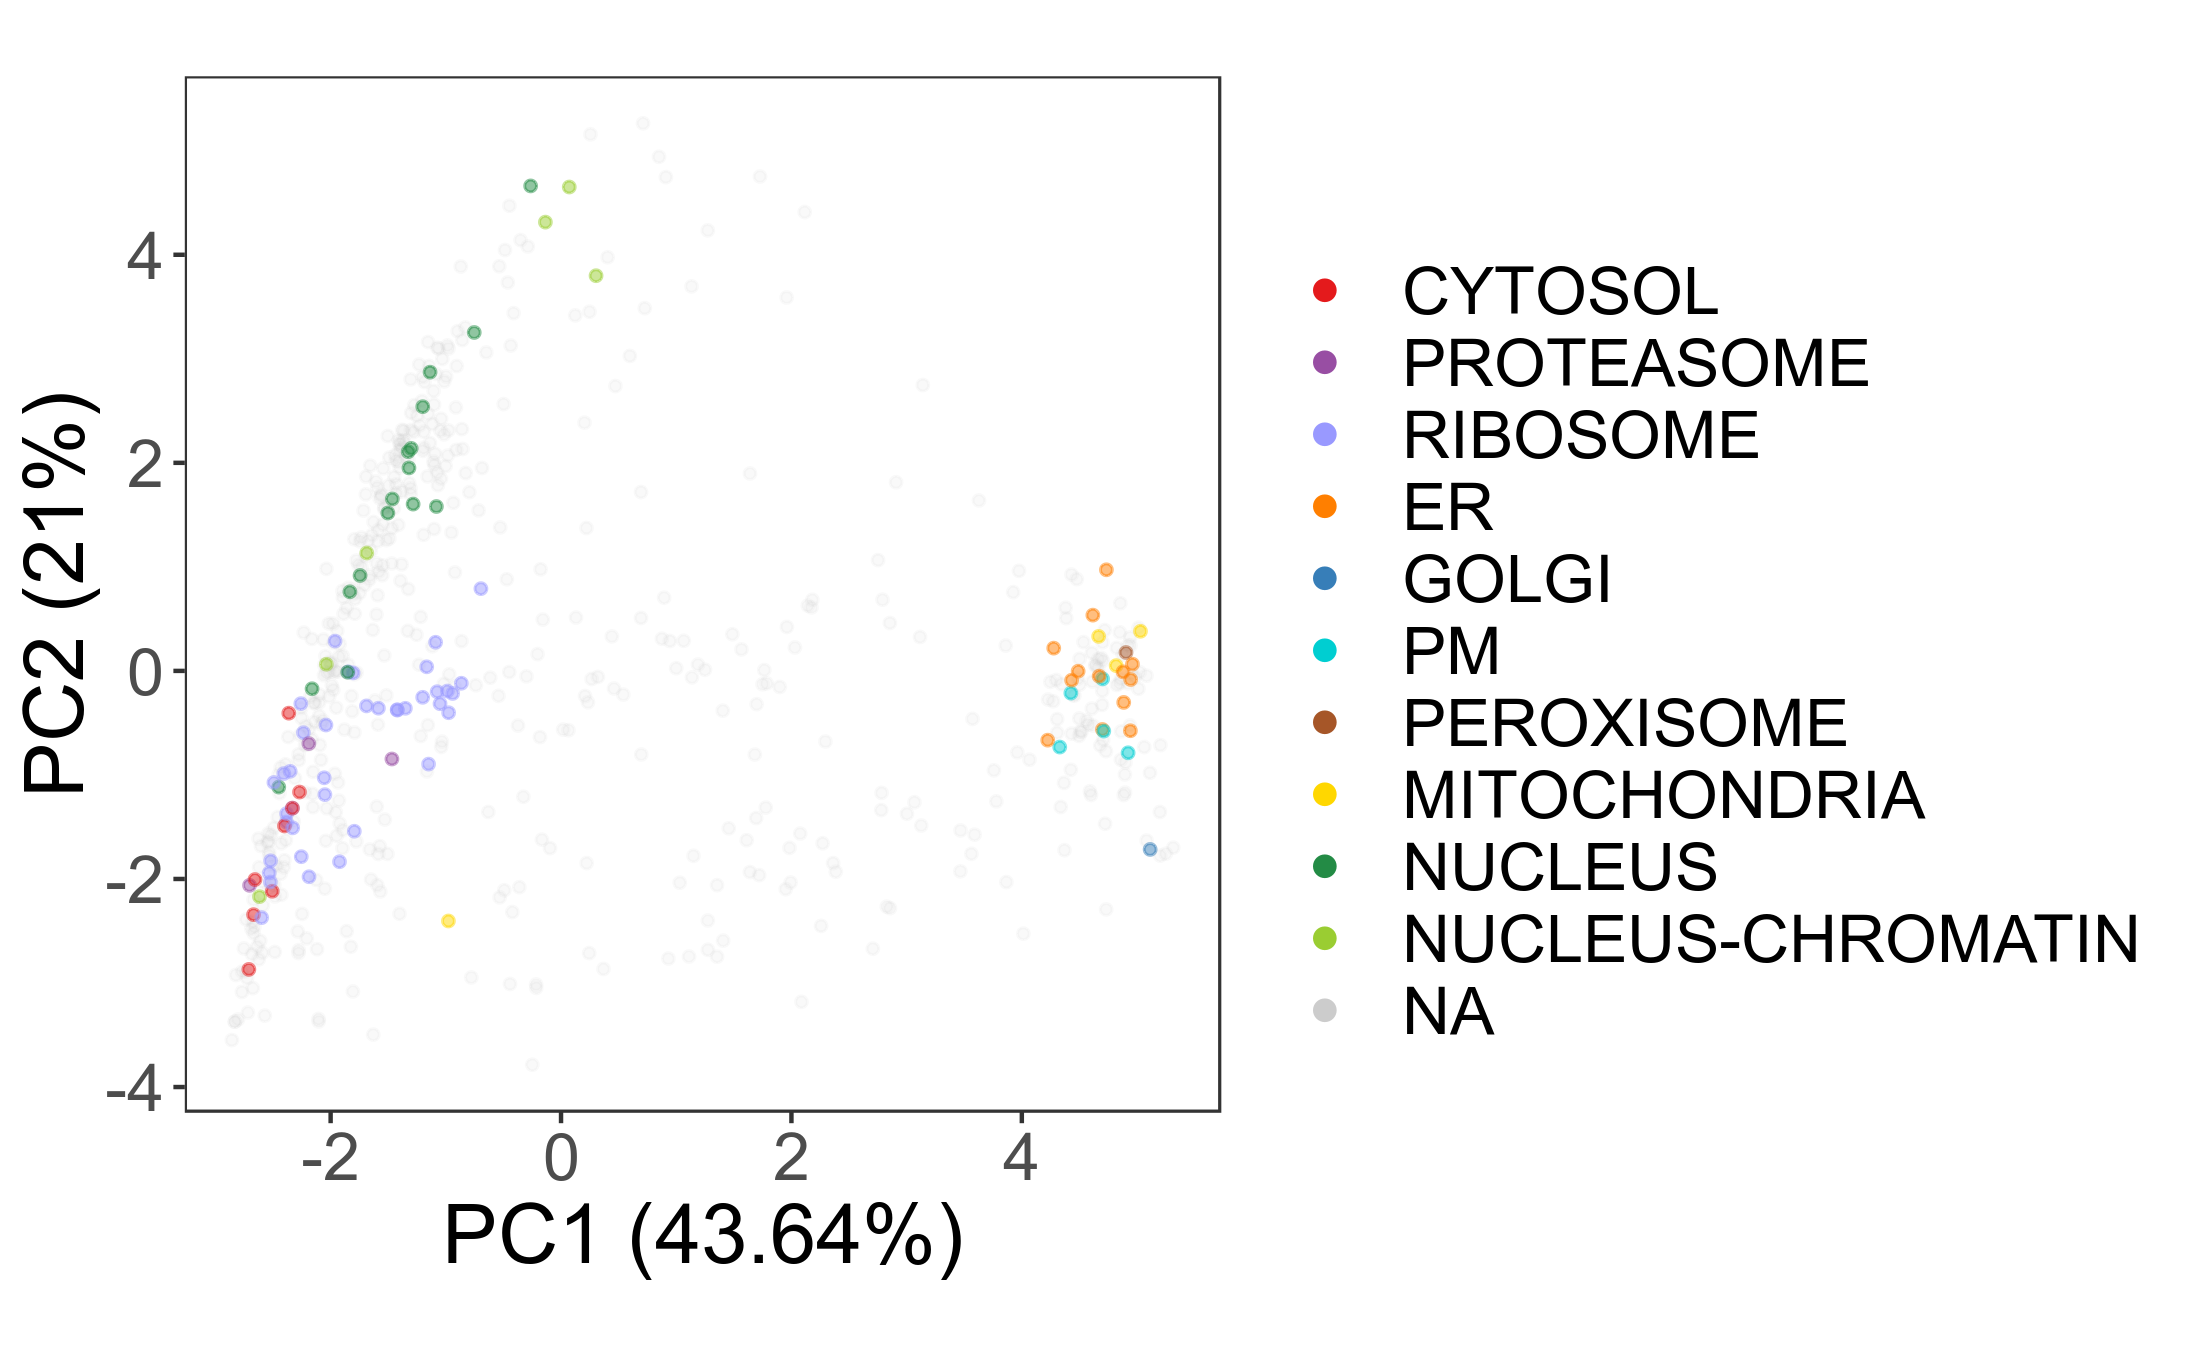 4
2
0
-2
-4
-2 0 2 4
PC1 (43.64%)
PC2 (21%)
CYTOSOL
PROTEASOME
RIBOSOME
ER
GOLGI
PM
PEROXISOME
MITOCHONDRIA
NUCLEUS
NUCLEUS-CHROMATIN
NA